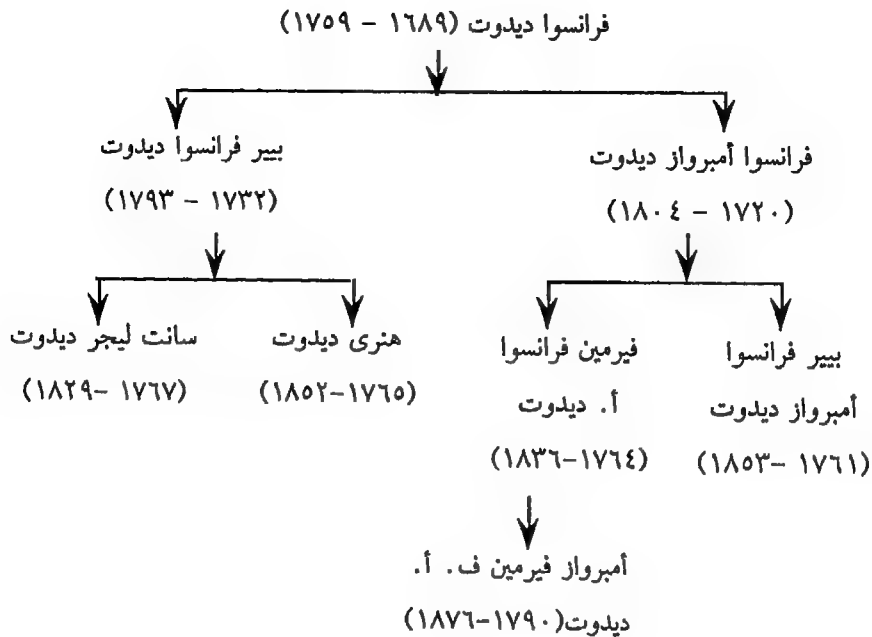 فرانسوا ديدوت (١٦٨٩ - ١٧٥٩)
فرانسوا أمبرواز ديدوت
(١٧٢٠ - ١٨٠٤)
بيير فرانسوا ديدوت
(١٧٣٢ - ١٧٩٣)
بيير فرانسوا
أمبرواز ديدوت
(١٧٦١ -١٨٥٣)
فيرمين فرانسوا
أ. ديدوت
(١٧٦٤-١٨٣٦)
هنرى ديدوت
(١٧٦٥-١٨٥٢)
سانت ليجر ديدوت
(١٧٦٧ -١٨٢٩)
أمبرواز فيرمين ف. أ.
ديدوت(١٧٩٠-١٨٧٦)